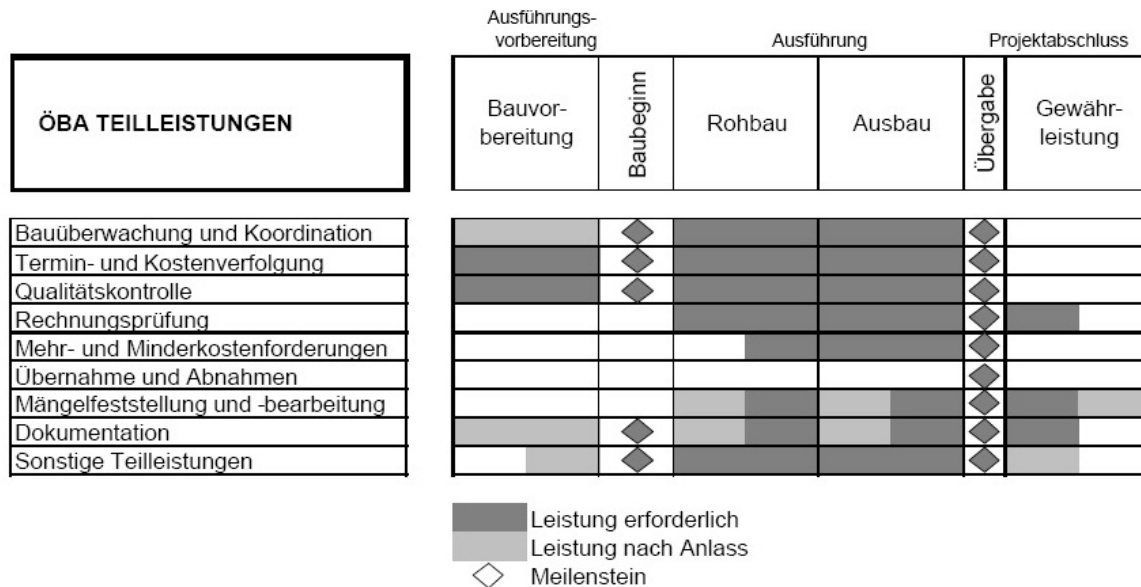 Ausführungs-
vorbereitung
Ausführung
Projektabschluss
ÖBA TEILLEISTUNGEN
Bauvor-
bereitung
Baubeginn
Rohbau
Ausbau
Übergabe
Gewähr-
leistung
Bauüberwachung und Koordination
Termin- und Kostenverfolgung
Qualitätskontrolle
Rechnungsprüfung
Mehr- und Minderkostenforderungen
Übernahme und Abnahmen
Mängelfeststellung und -bearbeitung
Dokumentation
Sonstige Teilleistungen
Leistung erforderlich
Leistung nach Anlass
Meilenstein